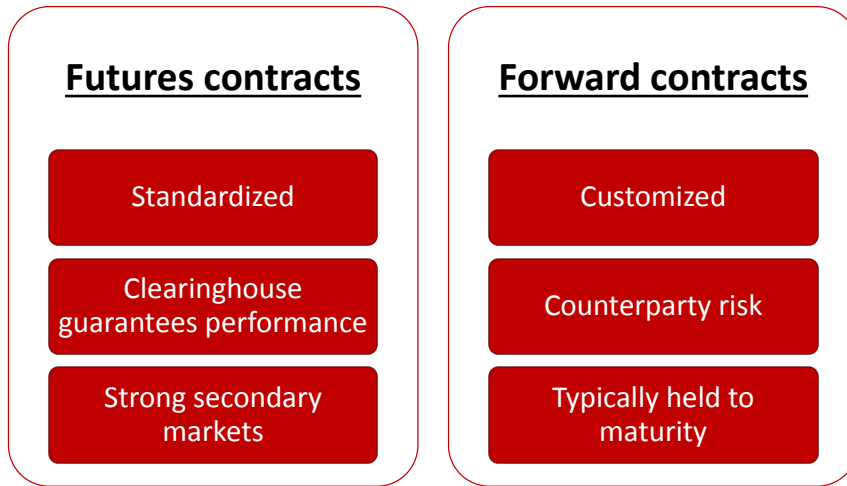 Futures contracts
Standardized
Clearinghouse
guarantees performance
Strong secondary
markets
Forward contracts
Customized
Counterparty risk
Typically held to
maturity